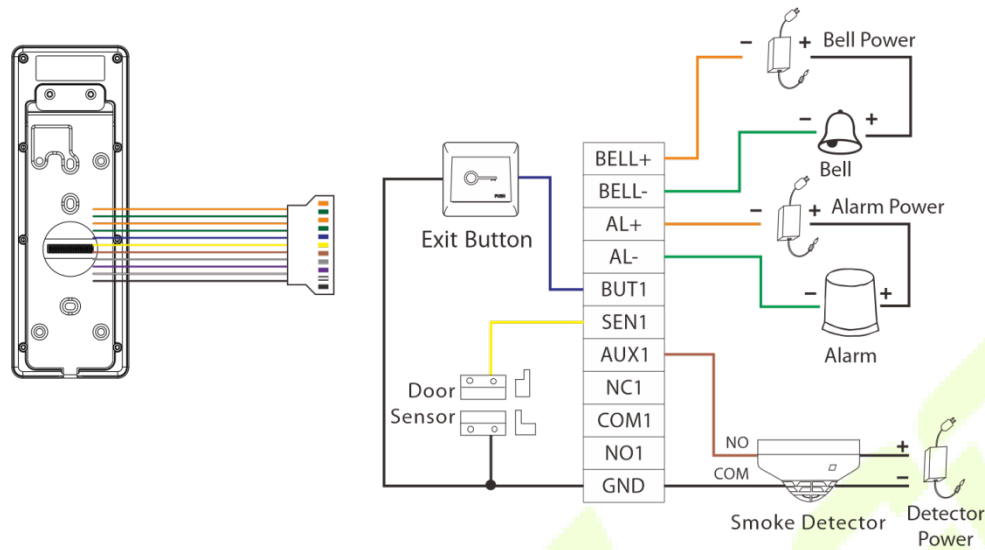 Bell Power
Bell
Exit Button
BELL+
BELL-
AL+
AL-
BUT1
SEN1
AUX1
NC1
COM1
NO1
GND
Alarm Power
Alarm
Door
Sensor
NO
COM
Smoke Detector
Detector
Power